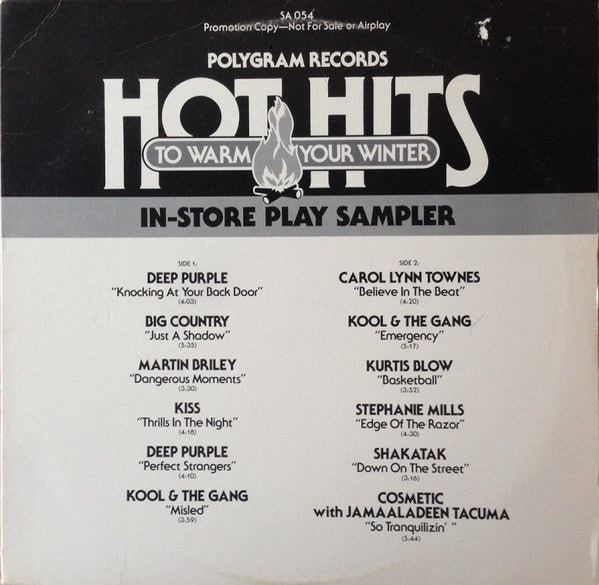 SA 054
Promotion Copy—Not For Sale or Airplay
POLYGRAM RECORDS
HOT HITS
TO WARM YOUR WINTER
IN-STORE PLAY SAMPLER
SIDE 1:
DEEP PURPLE
"Knocking At Your Back Door"
(4:03)
BIG COUNTRY
"Just A Shadow"
(5:35)
MARTIN BRILEY
"Dangerous Moments"
(3:30)
KISS
"Thrills In The Night"
(4:18)
DEEP PURPLE
"Perfect Strangers"
(4:10)
KOOL & THE GANG
"Misled"
(3:59)
SIDE 2:
CAROL LYNN TOWNES
"Believe In The Beat"
(4:20)
KOOL & THE GANG
"Emergency"
(5:17)
KURTIS BLOW
"Basketball"
(3:52)
STEPHANIE MILLS
"Edge Of The Razor"
(4:30)
SHAKATAK
"Down On The Street"
(3:16)
COSMETIC
with JAMAALADEEN TACUMA
"So Tranquilizin' "
(5:44)